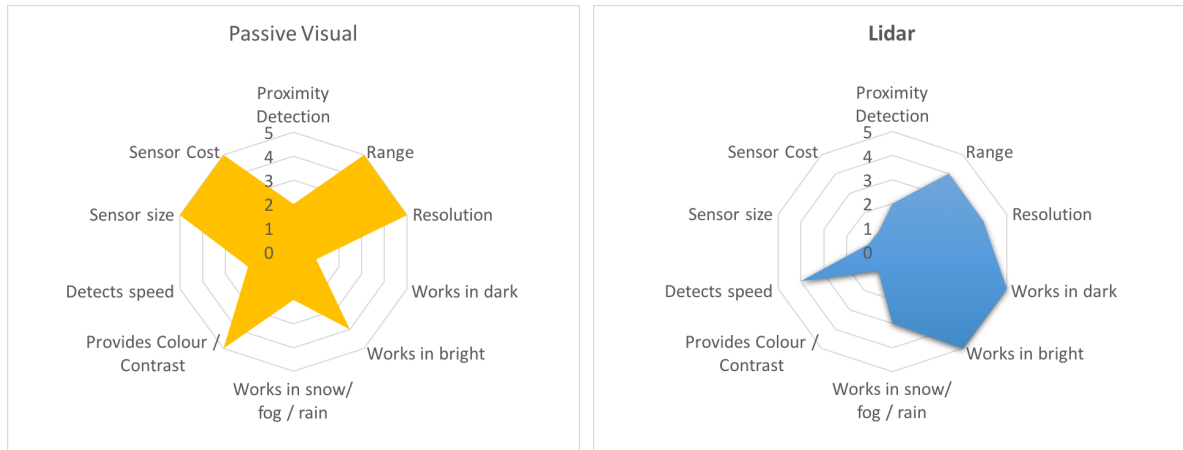 Passive Visual
Proximity
Detection
5
4
3
2
1
0
Range
Resolution
Works in dark
Works in bright
Works in snow/
fog / rain
Provides Colour /
Contrast
Detects speed
Sensor size
Sensor Cost
Lidar
Proximity
Detection
5
4
3
2
1
0
Range
Resolution
Works in dark
Works in bright
Works in snow/
fog / rain
Provides Colour /
Contrast
Detects speed
Sensor size
Sensor Cost